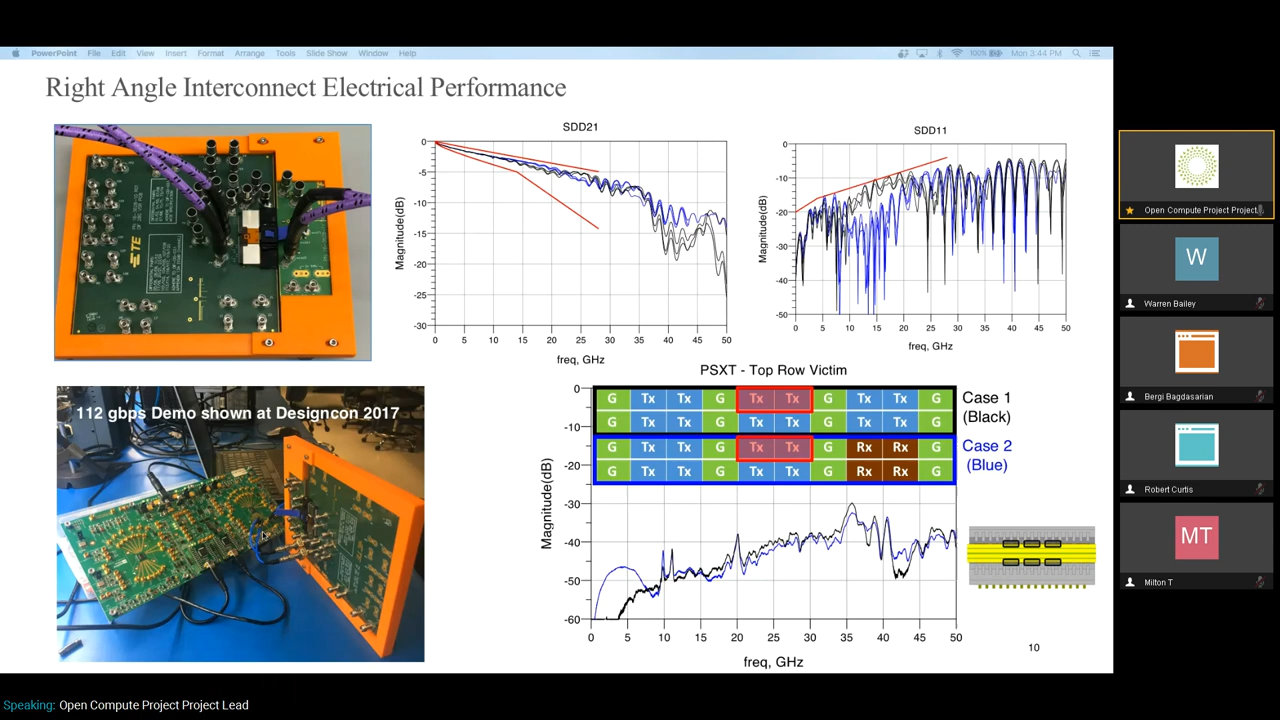 PowerPoint File Edit View Insert Format Arrange Tools Slide Show Window Help 100% Mon 3:44 PM
Right Angle Interconnect Electrical Performance
TE
112 gbps Demo shown at Designcon 2017
SDD21
Magnitude(dB)
0
-5
-10
-15
-20
-25
-30
0 5 10 15 20 25 30 35 40 45 50
freq, GHz
SDD11
Magnitude(dB)
0
-10
-20
-30
-40
-50
0 5 10 15 20 25 30 35 40 45 50
freq, GHz
PSXT - Top Row Victim
Magnitude(dB)
0
-10
-20
-30
-40
-50
-60
G Tx Tx G Tx Tx G Tx Tx G
G Tx Tx G Tx Tx G Tx Tx G
G Tx Tx G Tx Tx G Rx Rx G
G Tx Tx G Tx Tx G Rx Rx G
Case 1
(Black)
Case 2
(Blue)
0 5 10 15 20 25 30 35 40 45 50
freq, GHz
10
Open Compute Project Project
W
Warren Bailey
Bergi Bagdasarian
Robert Curtis
MT
Milton T
Speaking: Open Compute Project Project Lead